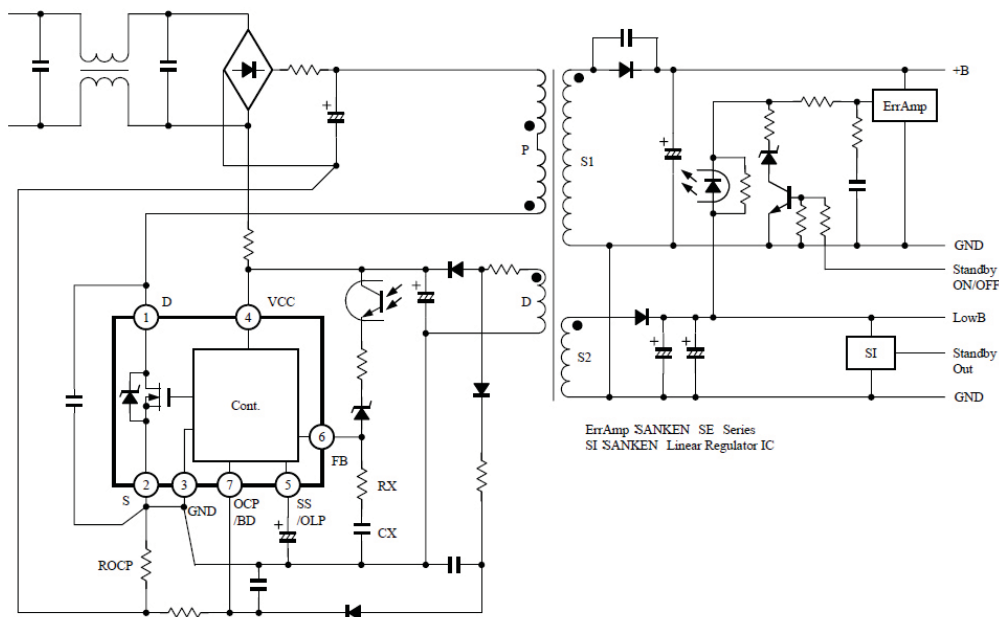 +B
ErrAmp
P
S1
GND
Standby
ON/OFF
D
VCC
D
LowB
1
4
S2
SI
Standby
Out
Cont.
GND
ErrAmp :SANKEN SE Series
SI :SANKEN Linear Regulator IC
6
FB
2
3
7
5
RX
S
GND
OCP
/BD
SS
/OLP
CX
ROCP
+
+
+
+
+
+